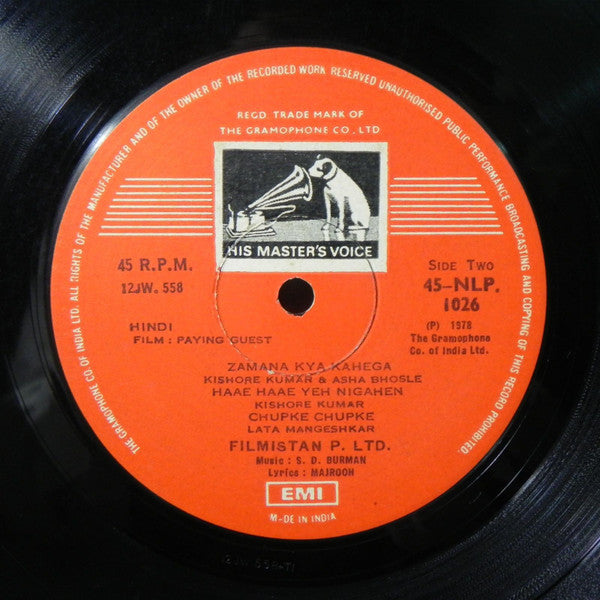 THE GRAMOPHONE CO. OF INDIA LTD. ALL RIGHTS OF THE MANUFACTURER AND OF THE OWNER OF THE RECORDED WORK RESERVED UNAUTHORISED PUBLIC PERFORMANCE BROADCASTING AND COPYING OF THIS RECORD PROHIBITED.
REGD. TRADE MARK OF
THE GRAMOPHONE CO., LTD
HIS MASTER'S VOICE
45 R.P.M.
12JW. 558
Side Two
45-NLP.
1026
HINDI
FILM : PAYING GUEST
(P) 1978
The Gramophone
Co. of India Ltd.
ZAMANA KYA KAHEGA
KISHORE KUMAR & ASHA BHOSLE
HAAE HAAE YEH NIGAHEN
KISHORE KUMAR
CHUPKE CHUPKE
LATA MANGESHKAR
FILMISTAN P. LTD.
Music : S. D. BURMAN
Lyrics : MAJROOH
EMI
M-DE IN INDIA